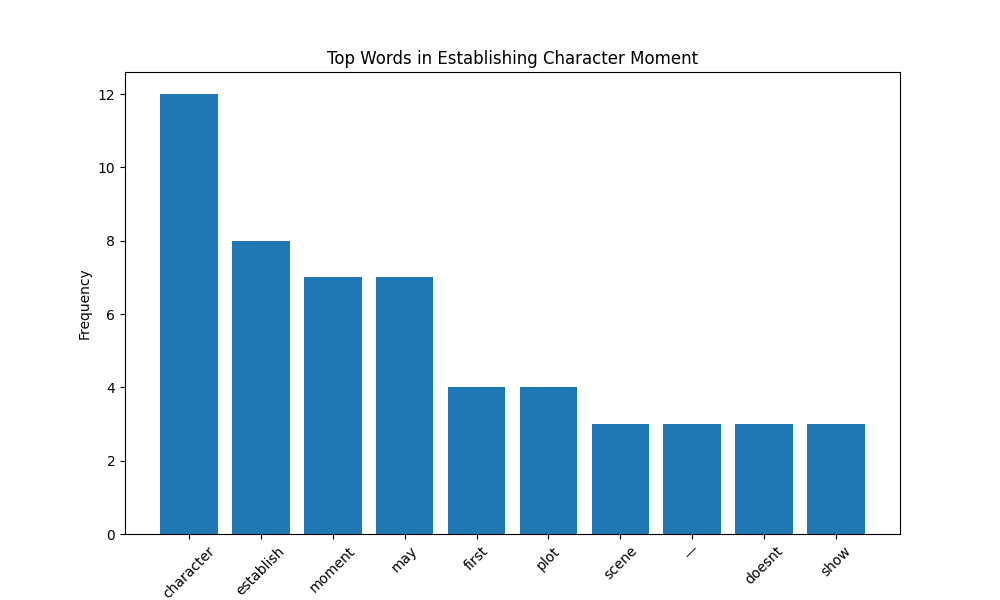 Top Words in Establishing Character Moment
12
10
8
6
4
2
0
Frequency
character
establish
moment
may
first
plot
scene
—
doesnt
show